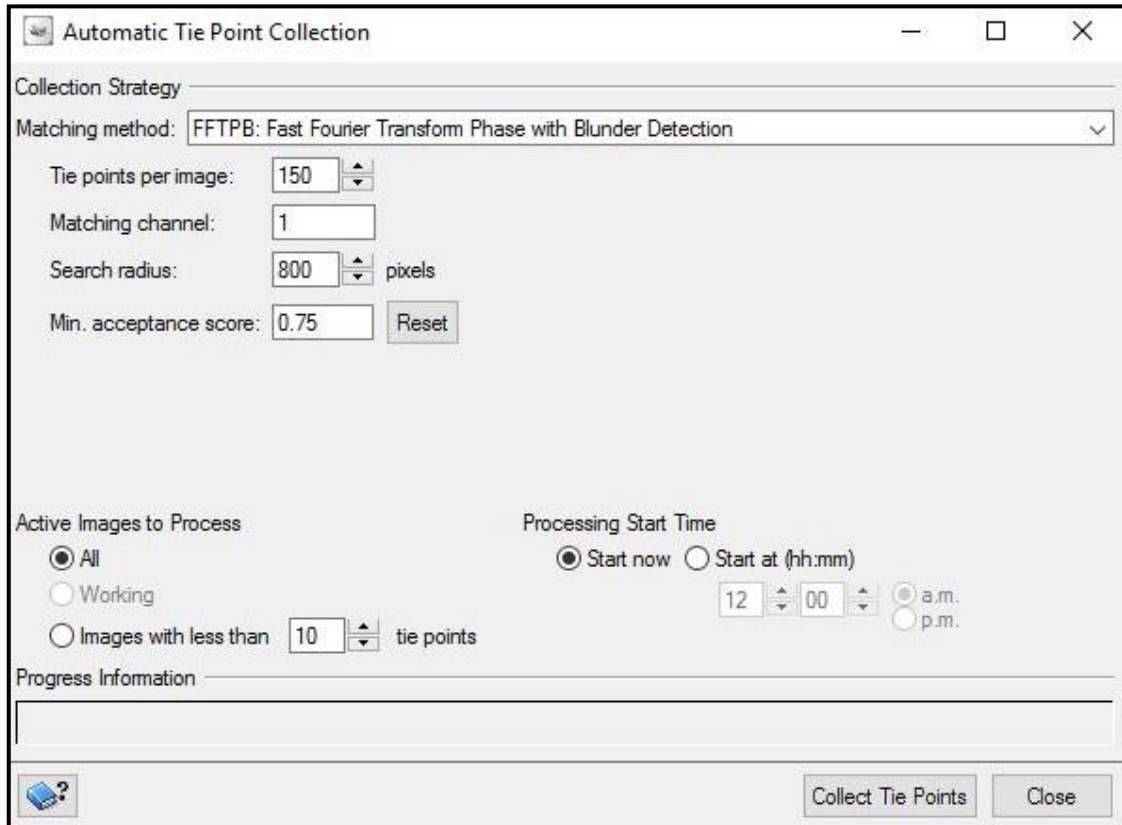 Automatic Tie Point Collection
Collection Strategy
Matching method: FFTPB: Fast Fourier Transform Phase with Blunder Detection
Tie points per image: 150
Matching channel: 1
Search radius: 800 pixels
Min. acceptance score: 0.75 Reset
Active Images to Process Processing Start Time
All Start now Start at (hh:mm)
Working 12 00 a.m.
p.m.
Images with less than 10 tie points
Progress Information
?
Collect Tie Points Close